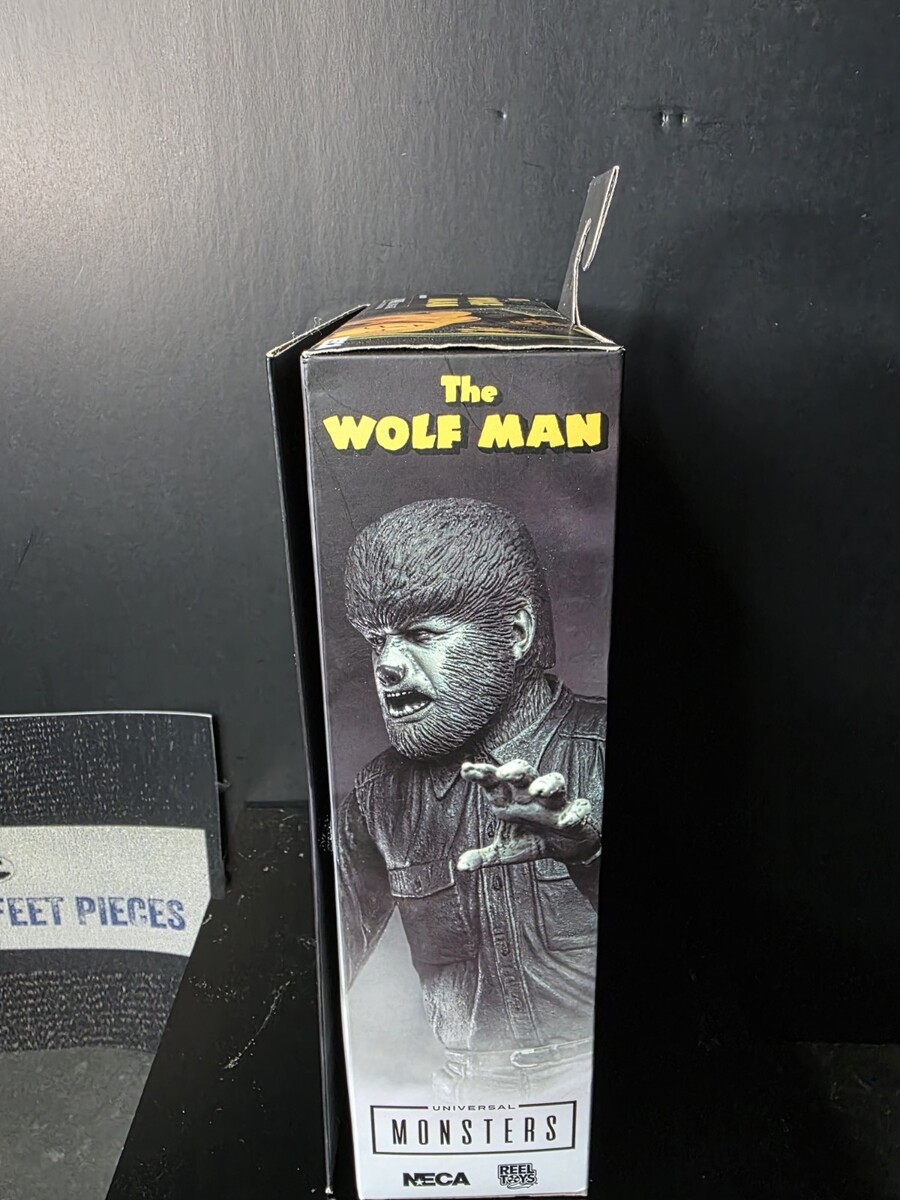 The
WOLF MAN
FEET PIECES
UNIVERSAL
MONSTERS
NECA
REEL
TOYS